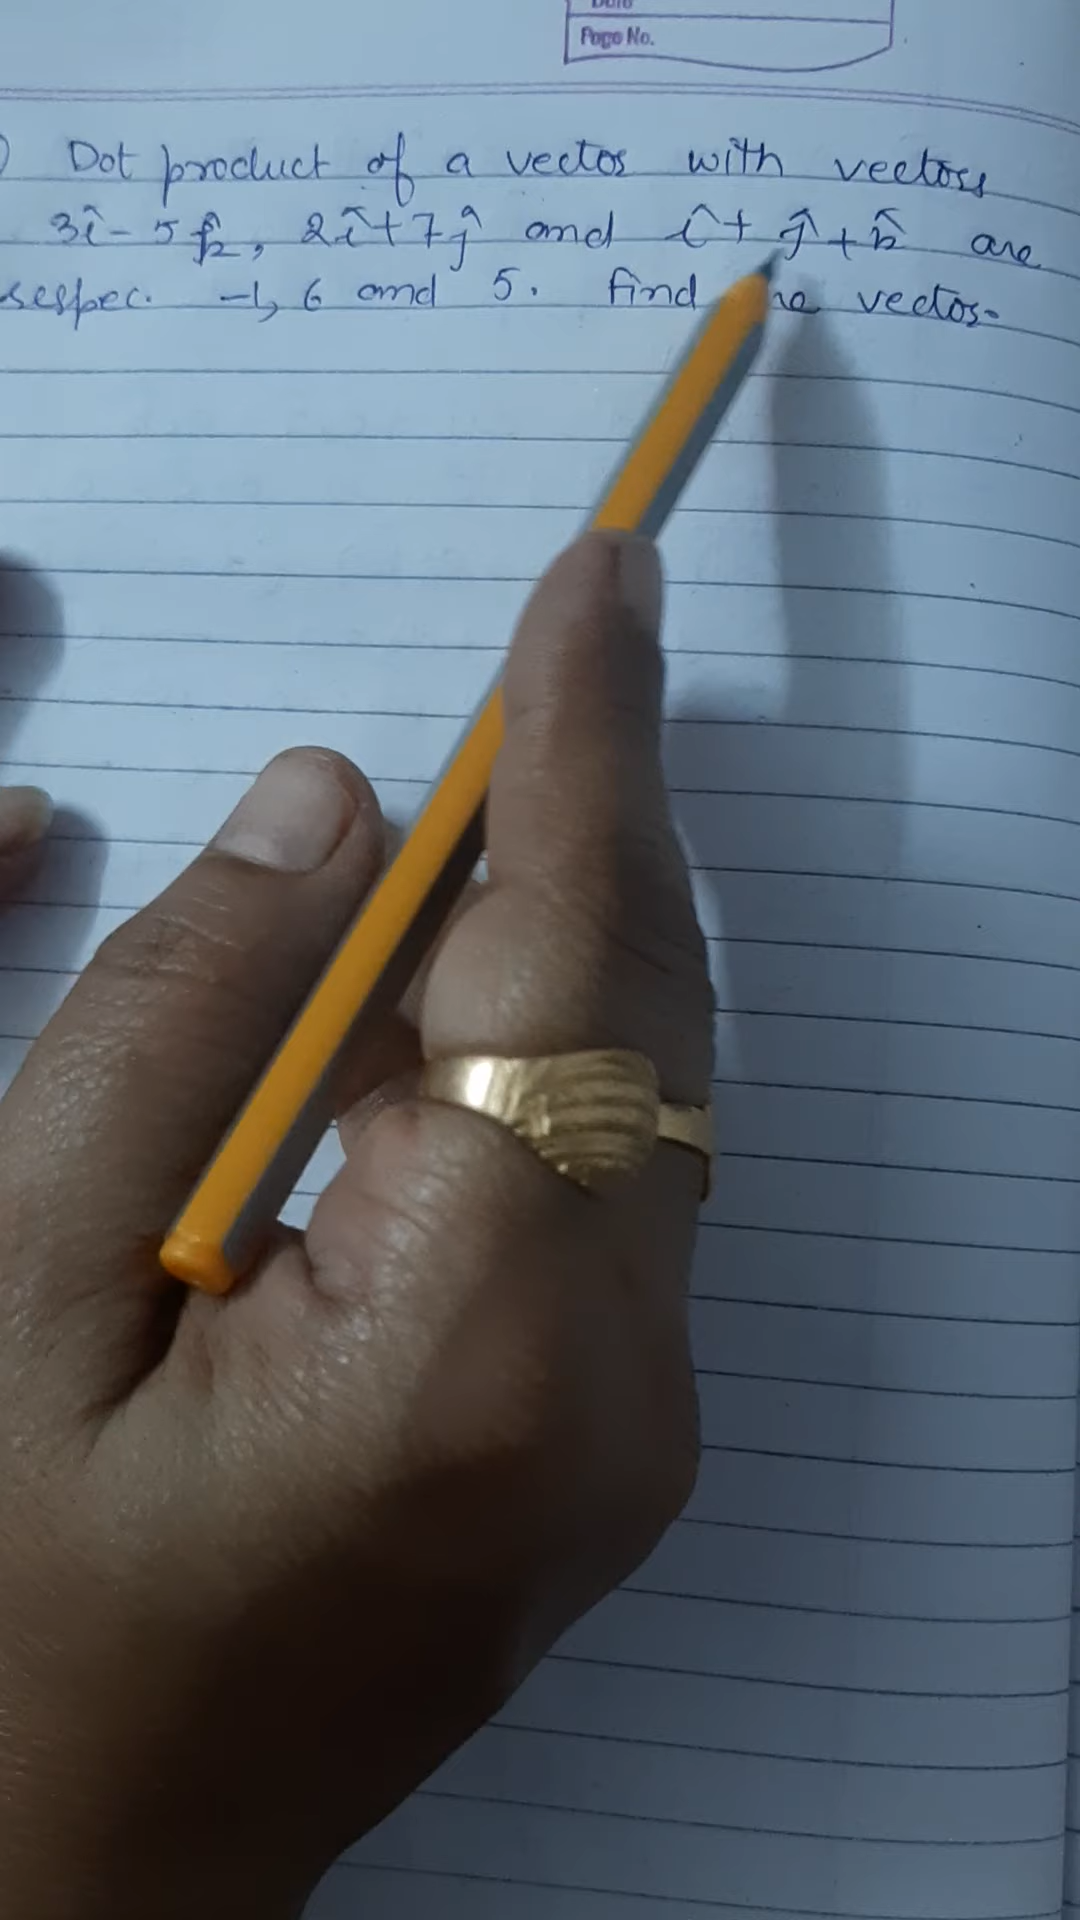 Date
Page No.
Dot product of a vector with vectors
3î - 5k̂, 2î + 7ĵ and î + ĵ + k̂ are
respec. -1, 6 and 5. find vector.